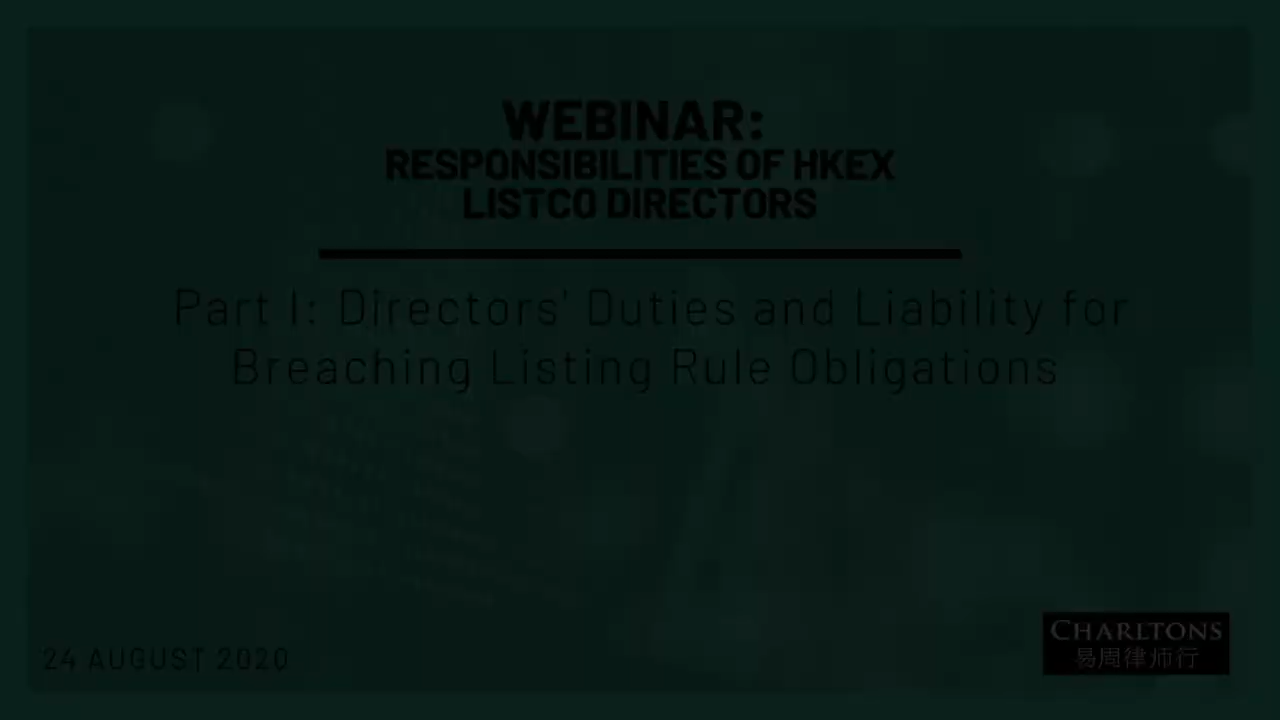 WEBINAR:
RESPONSIBILITIES OF HKEX
LISTCO DIRECTORS
Part I: Directors' Duties and Liability for
Breaching Listing Rule Obligations
24 AUGUST 2020
CHARLTONS
易周律师行